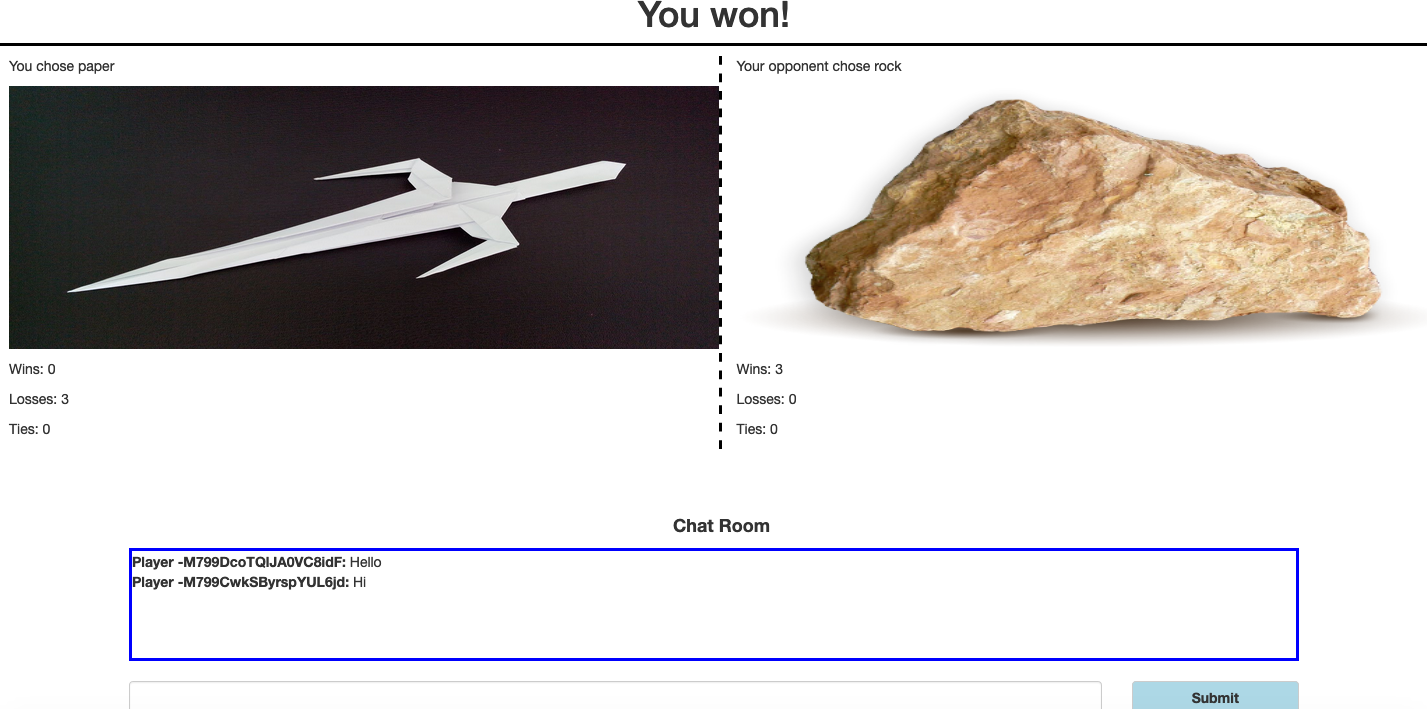 You won!
You chose paper
Your opponent chose rock
Wins: 0
Losses: 3
Ties: 0
Wins: 3
Losses: 0
Ties: 0
Chat Room
Player -M799DcoTQIJA0VC8idF: Hello
Player -M799CwkSByrspYUL6jd: Hi
Submit